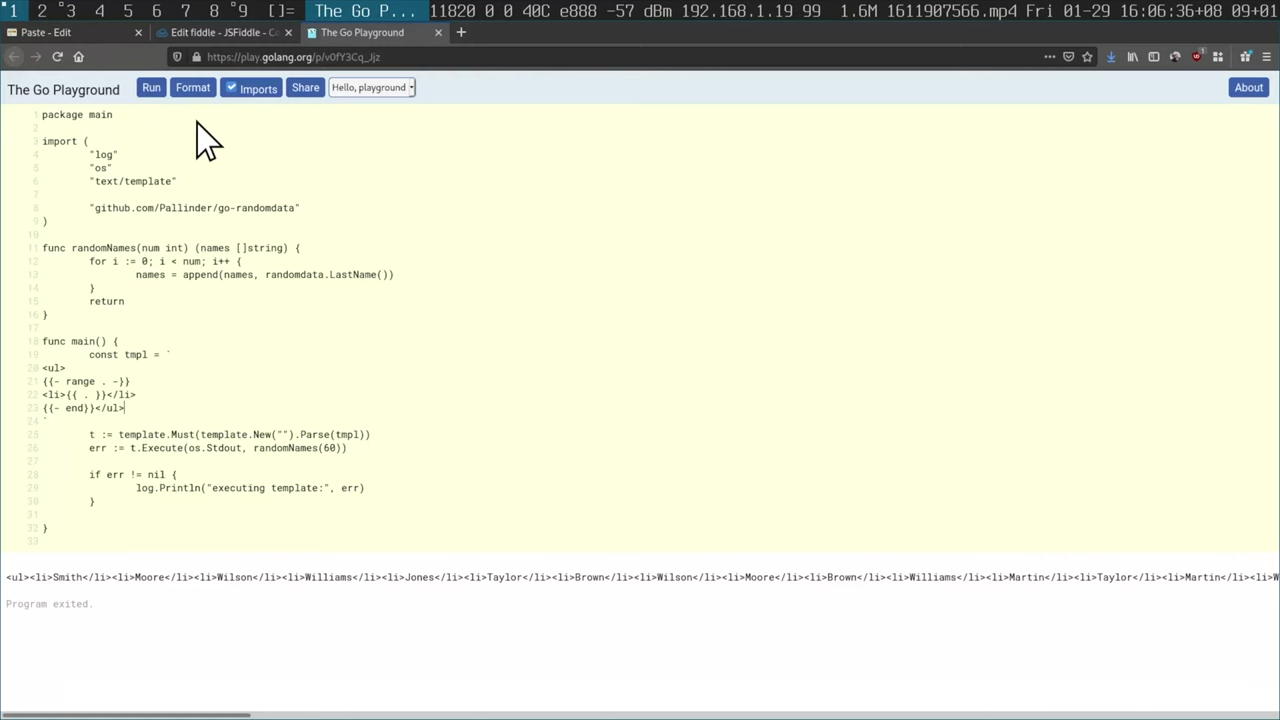 1 2 3 4 5 6 7 8 9 []= The Go P... 11820 0 0 40C e888 -57 dBm 192.168.1.19 99 1.0M 1611907566.mp4 Fri 01-29 16:06:36+08 09+01
Paste - Edit × Edit fiddle - JSFiddle - Co × The Go Playground × +
https://play.golang.org/p/v0fY3Cq_Jjz
The Go Playground Run Format Imports Share Hello, playground About
1 package main
2
3 import (
4 "log"
5 "os"
6 "text/template"
7
8 "github.com/Pallinder/go-randomdata"
9 )
10
11 func randomNames(num int) (names []string) {
12 for i := 0; i < num; i++ {
13 names = append(names, randomdata.LastName())
14 }
15 return
16 }
17
18 func main() {
19 const tmpl = `
20 <ul>
21 {{- range . -}}
22 <li>{{ . }}</li>
23 {{- end}}</ul>
24 `
25 t := template.Must(template.New("").Parse(tmpl))
26 err := t.Execute(os.Stdout, randomNames(60))
27
28 if err != nil {
29 log.Println("executing template:", err)
30 }
31
32 }
33
<ul><li>Smith</li><li>Moore</li><li>Wilson</li><li>Williams</li><li>Jones</li><li>Taylor</li><li>Brown</li><li>Wilson</li><li>Moore</li><li>Brown</li><li>Williams</li><li>Martin</li><li>Taylor</li><li>Martin</li><li>W
Program exited.